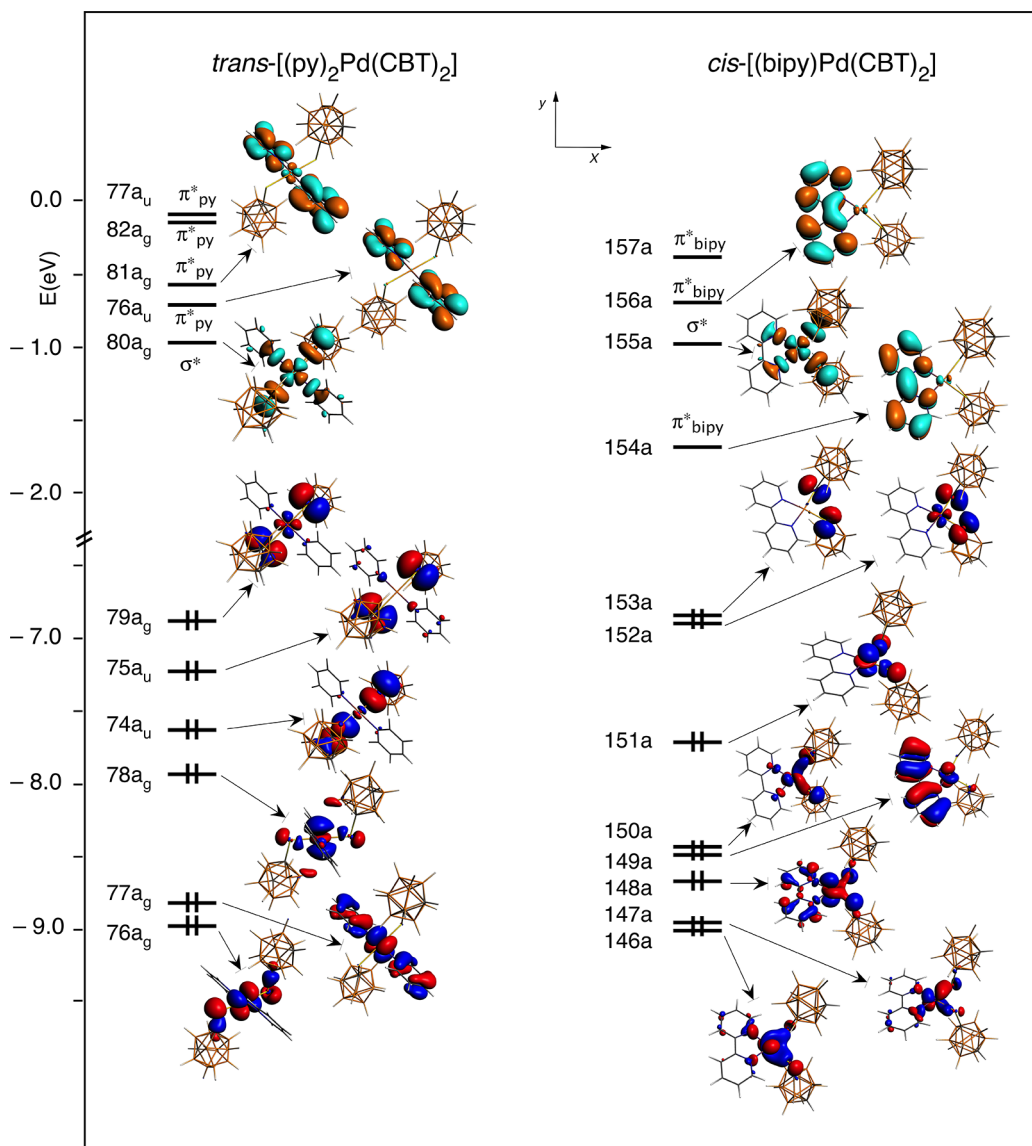 trans-[(py)2Pd(CBT)2]
cis-[(bipy)Pd(CBT)2]
y
x
E(eV)
0.0
− 1.0
− 2.0
− 7.0
− 8.0
− 9.0
77au
π*py
82ag
π*py
81ag
π*py
76au
π*py
80ag
σ*
79ag
75au
74au
78ag
77ag
76ag
157a
π*bipy
156a
π*bipy
155a
σ*
154a
π*bipy
153a
152a
151a
150a
149a
148a
147a
146a